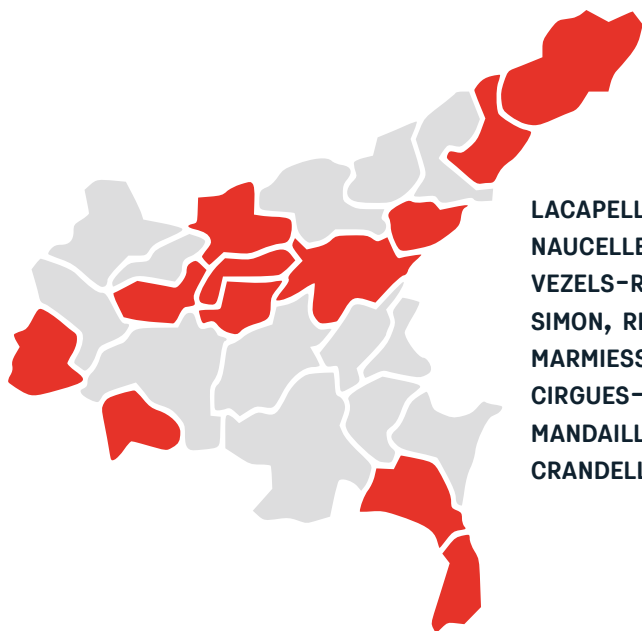 LACAPELL
NAUCELLE
VEZELS-R
SIMON, R
MARMIESS
CIRGUES-
MANDAILL
CRANDELL